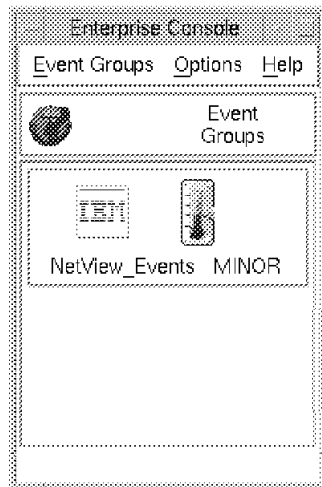 Enterprise Console
Event Groups Options Help
Event
Groups
IBM
NetView_Events MINOR